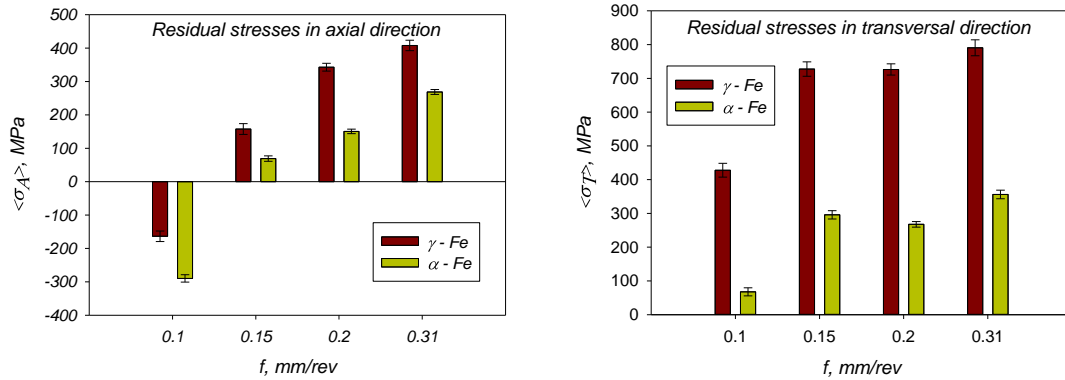 Residual stresses in axial direction
400
300
200
100
0
-100
-200
-300
-400
<σA>, MPa
γ - Fe
α - Fe
0.1 0.15 0.2 0.31
f, mm/rev
Residual stresses in transversal direction
900
800
700
600
500
400
300
200
100
0
<σT>, MPa
γ - Fe
α - Fe
0.1 0.15 0.2 0.31
f, mm/rev